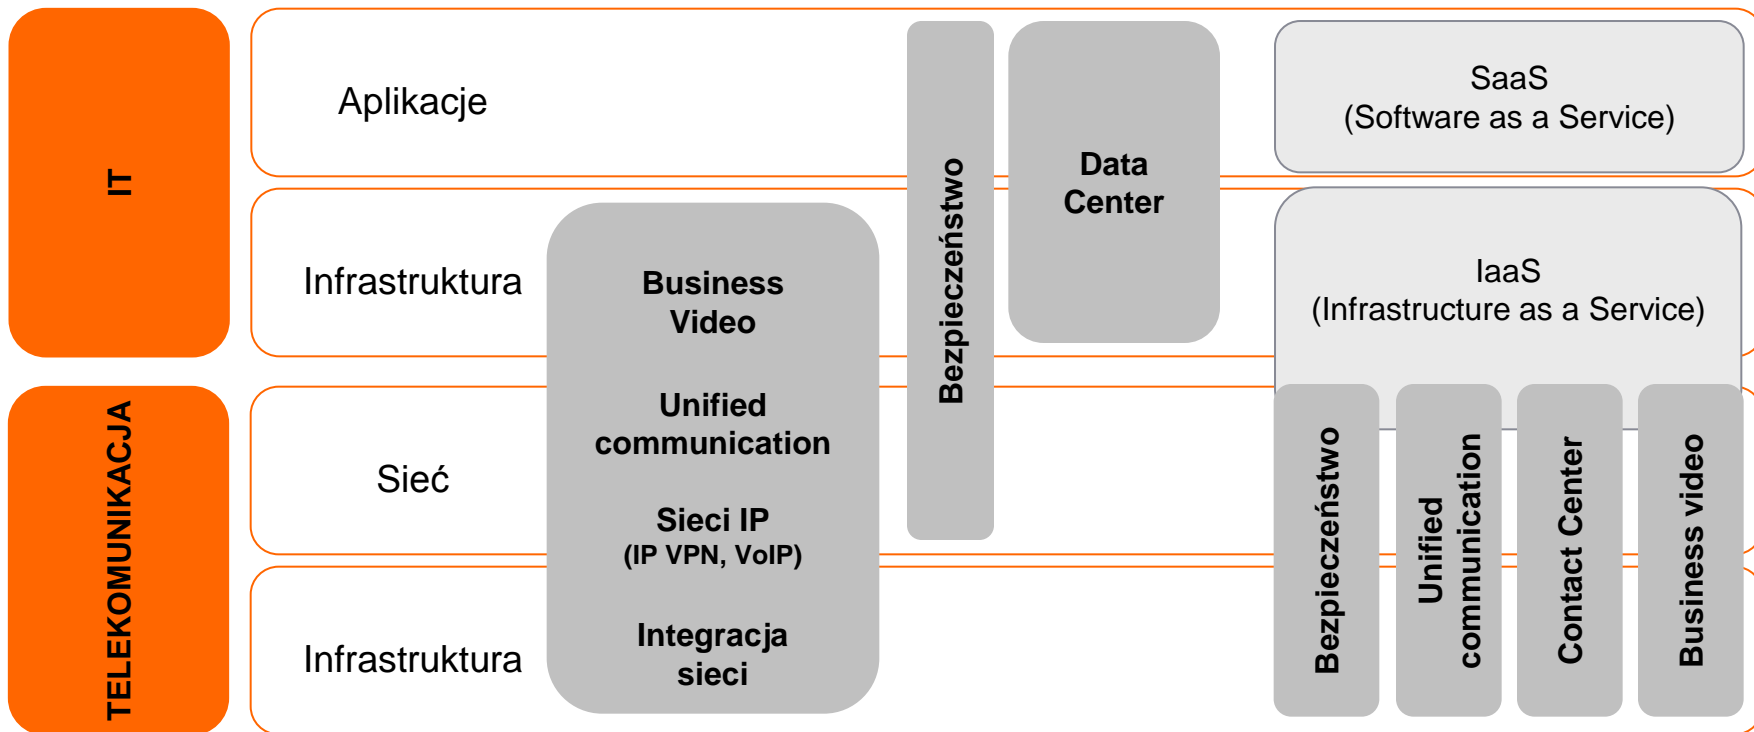 IT
Aplikacje
Infrastruktura
TELEKOMUNIKACJA
Sieć
Infrastruktura
Business
Video
Unified
communication
Sieci IP
(IP VPN, VoIP)
Integracja
sieci
Bezpieczeństwo
Data
Center
SaaS
(Software as a Service)
IaaS
(Infrastructure as a Service)
Bezpieczeństwo
Unified
communication
Contact Center
Business video